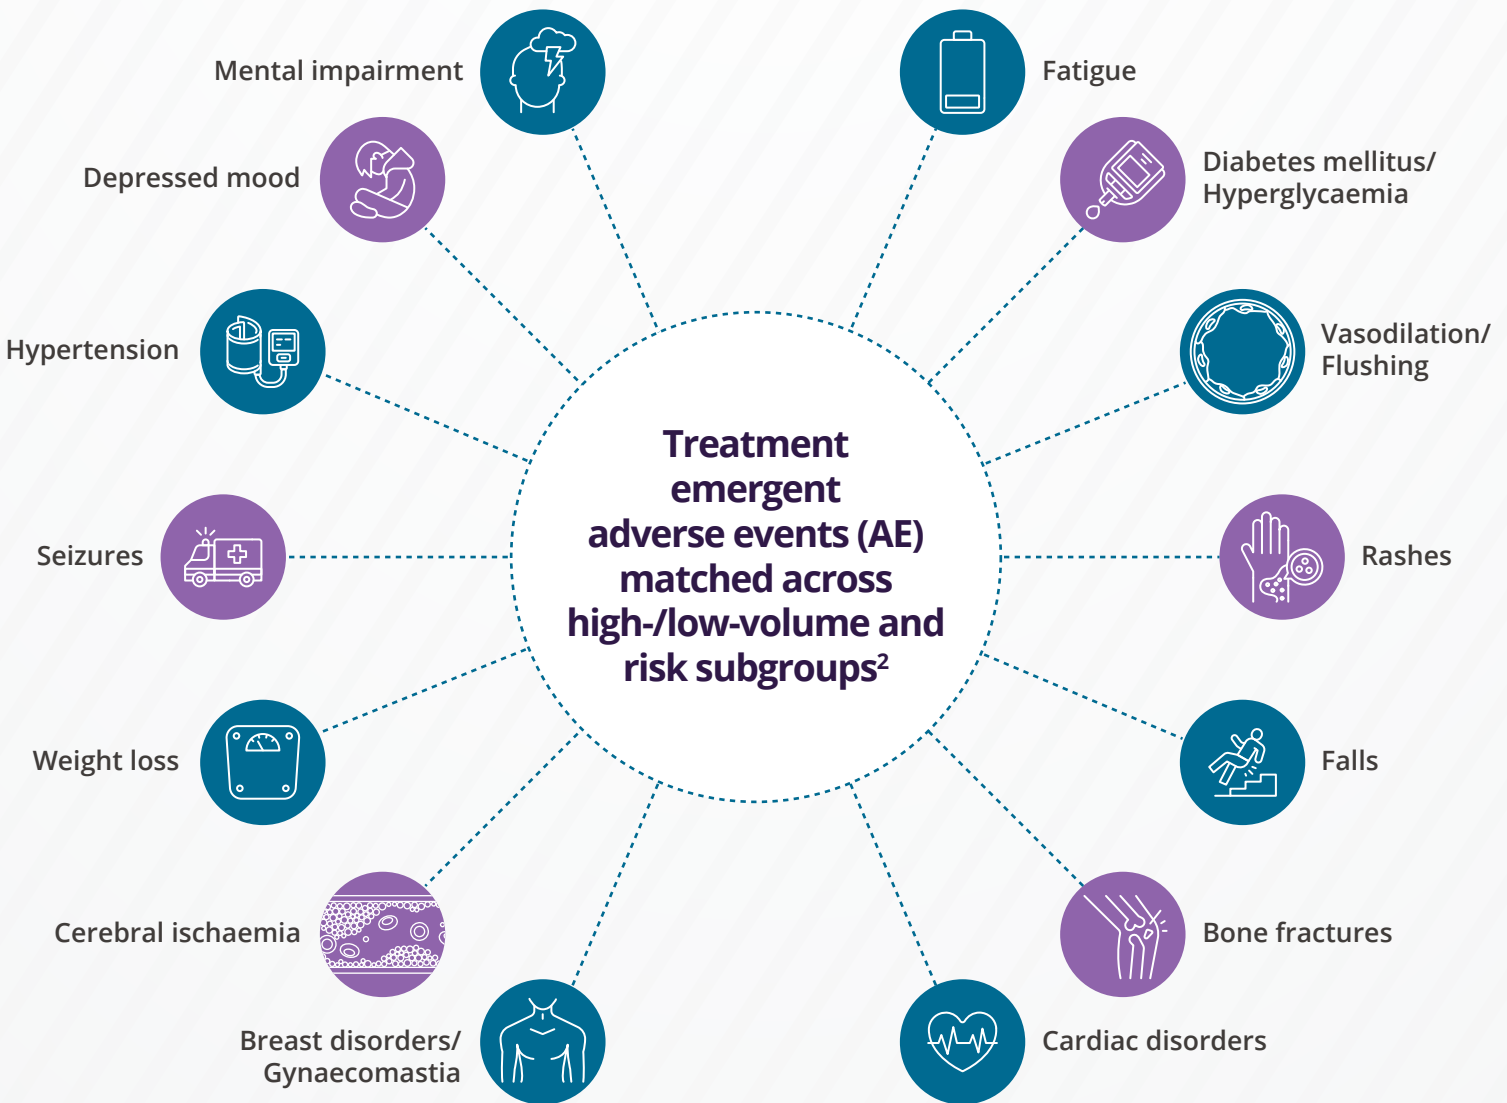 Mental impairment
Fatigue
Depressed mood
Diabetes mellitus/
Hyperglycaemia
Hypertension
Vasodilation/
Flushing
Treatment
emergent
adverse events (AE)
matched across
high-/low-volume and
risk subgroups²
Seizures
Rashes
Weight loss
Falls
Cerebral ischaemia
Bone fractures
Breast disorders/
Gynaecomastia
Cardiac disorders